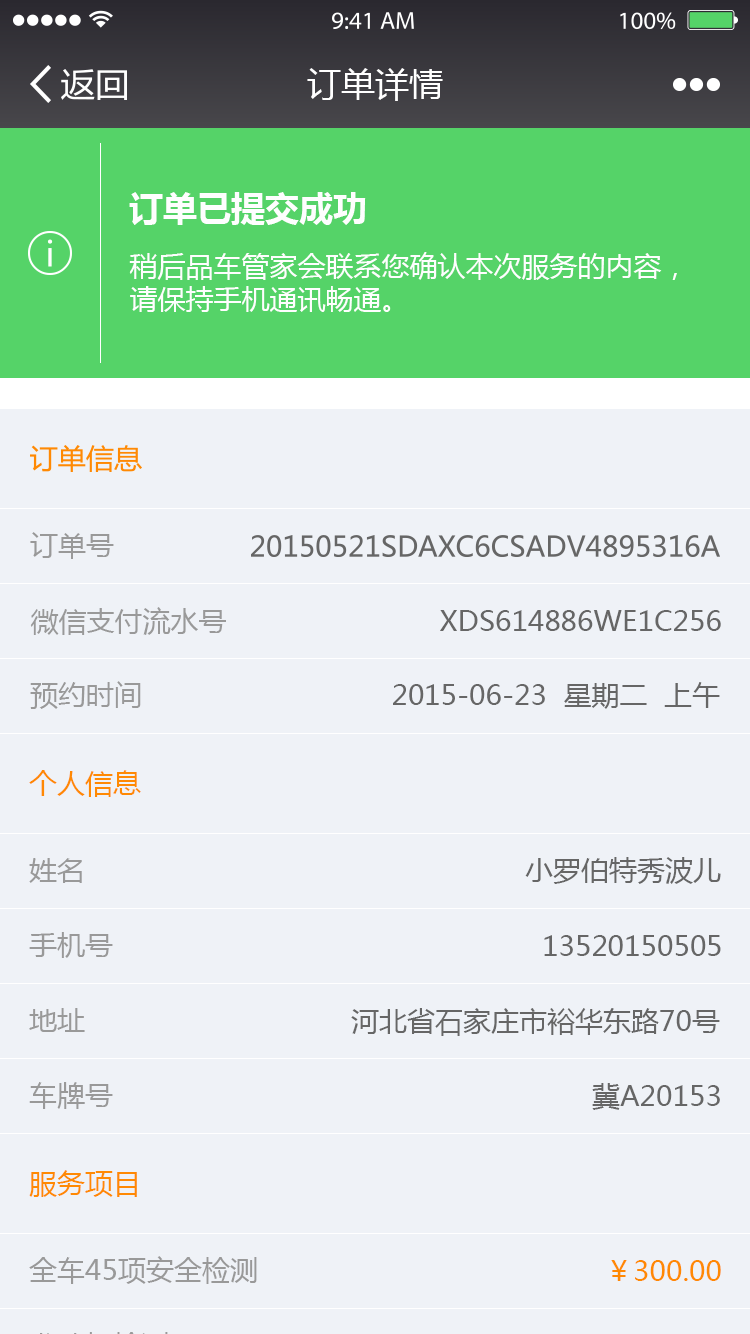 9:41 AM 100%
返回 订单详情
订单已提交成功
稍后品车管家会联系您确认本次服务的内容，
请保持手机通讯畅通。
订单信息
订单号 20150521SDAXC6CSADV4895316A
微信支付流水号 XDS614886WE1C256
预约时间 2015-06-23 星期二 上午
个人信息
姓名 小罗伯特秀波儿
手机号 13520150505
地址 河北省石家庄市裕华东路70号
车牌号 冀A20153
服务项目
全车45项安全检测 ¥ 300.00